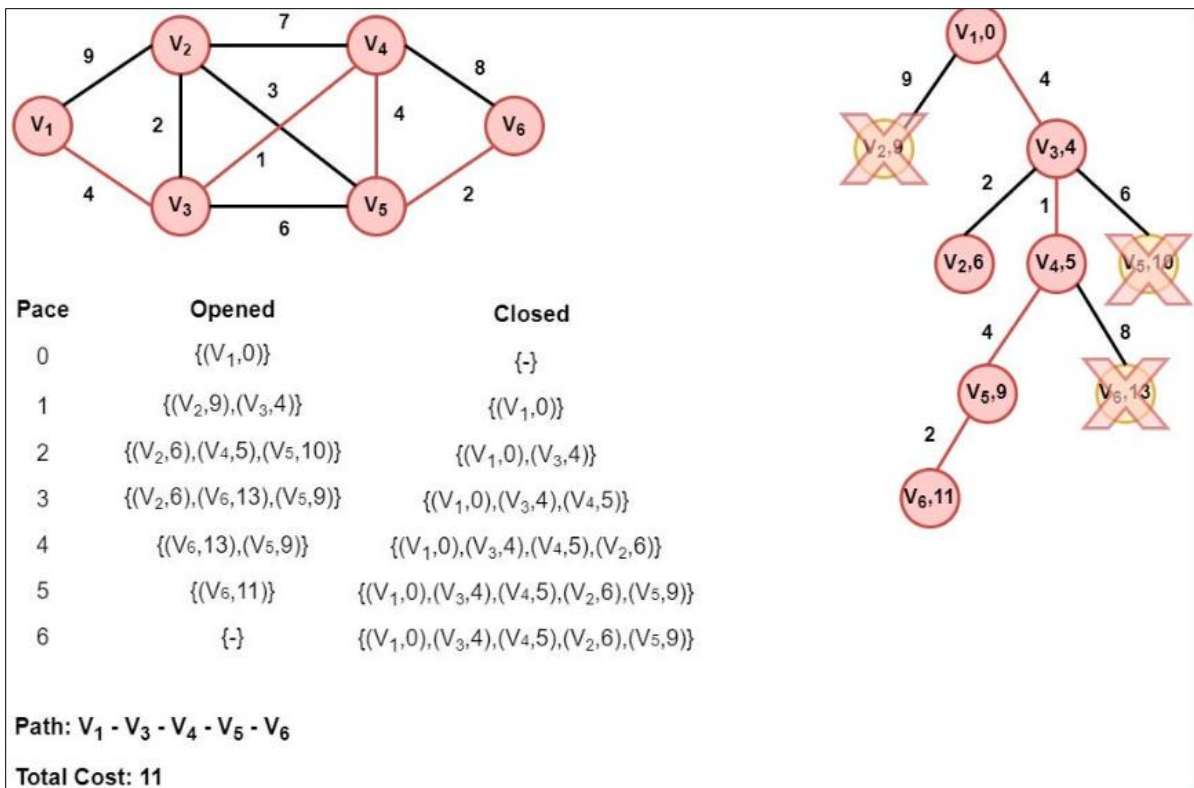 7
V2 V4
9 8
3
V1 2 4 V6
1
4 2
V3 V5
6
V1,0
9 4
V2,9 V3,4
2 1 6
V2,6 V4,5 V5,10
4 8
V5,9 V6,13
2
V6,11
Pace Opened Closed
0 {(V1,0)} {-}
1 {(V2,9),(V3,4)} {(V1,0)}
2 {(V2,6),(V4,5),(V5,10)} {(V1,0),(V3,4)}
3 {(V2,6),(V6,13),(V5,9)} {(V1,0),(V3,4),(V4,5)}
4 {(V6,13),(V5,9)} {(V1,0),(V3,4),(V4,5),(V2,6)}
5 {(V6,11)} {(V1,0),(V3,4),(V4,5),(V2,6),(V5,9)}
6 {-} {(V1,0),(V3,4),(V4,5),(V2,6),(V5,9)}
Path: V1 - V3 - V4 - V5 - V6
Total Cost: 11